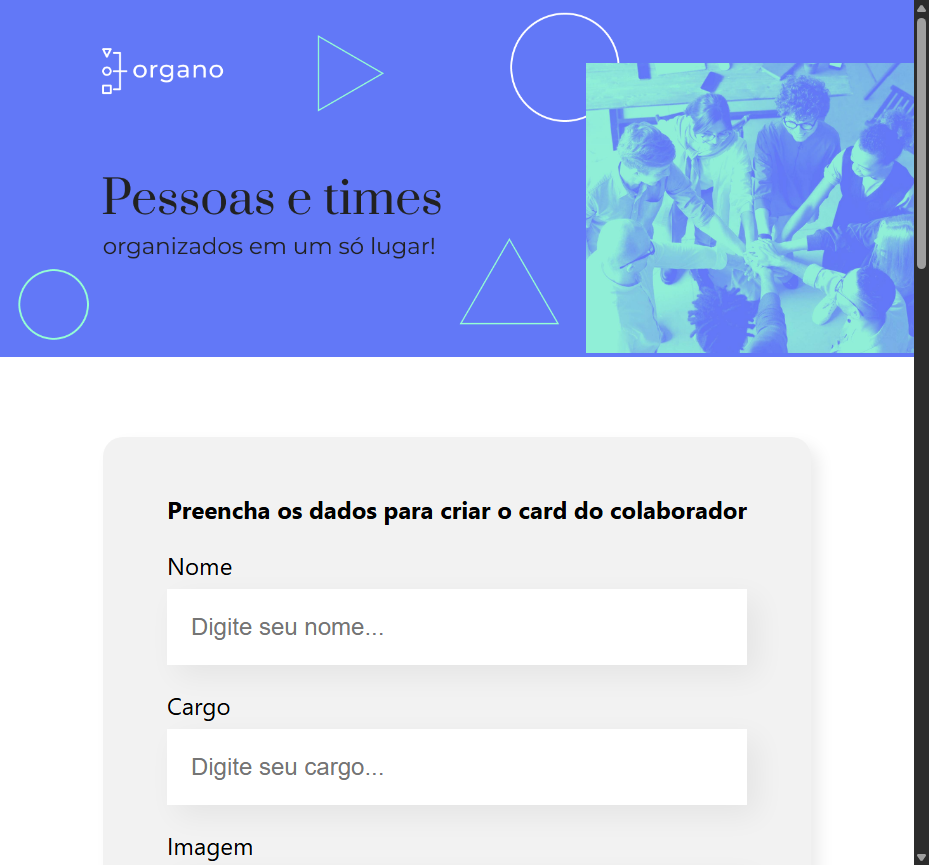 organo
Pessoas e times
organizados em um só lugar!
Preencha os dados para criar o card do colaborador
Nome
Digite seu nome...
Cargo
Digite seu cargo...
Imagem